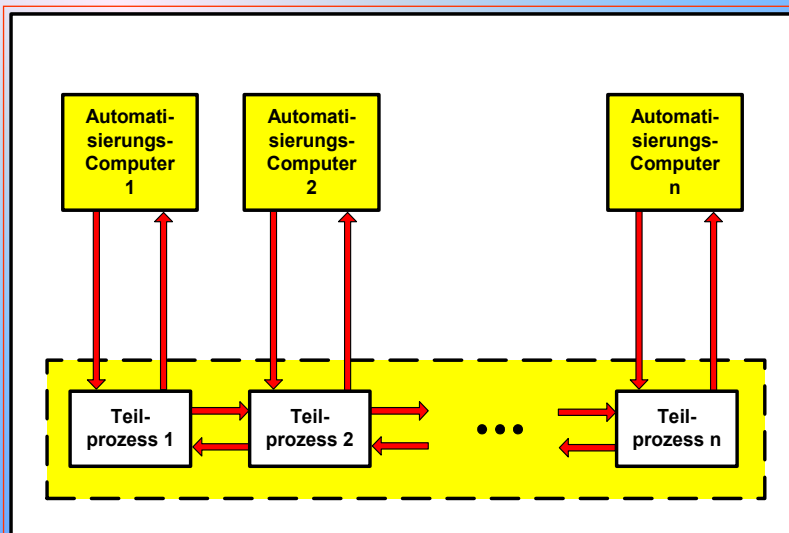 Automati-
sierungs-
Computer
1
Automati-
sierungs-
Computer
2
Automati-
sierungs-
Computer
n
Teil-
prozess 1
Teil-
prozess 2
Teil-
prozess n